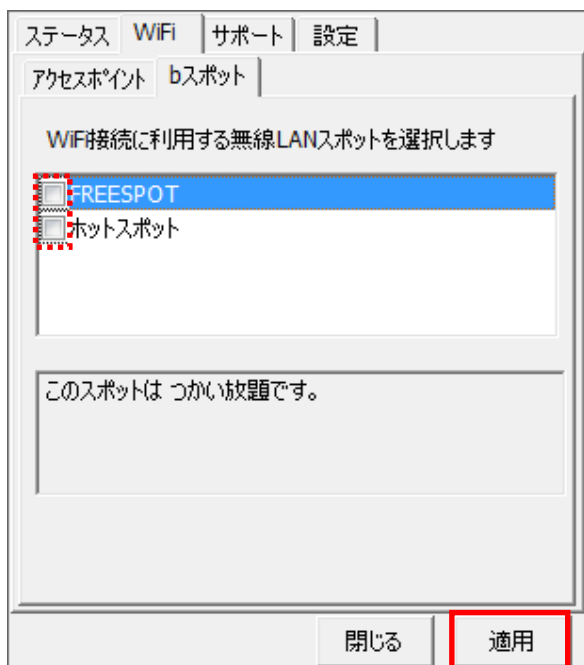 ステータス WiFi サポート 設定
アクセスポイント bスポット
WiFi接続に利用する無線LANスポットを選択します
FREESPOT
ホットスポット
このスポットは つかい放題です。
閉じる 適用